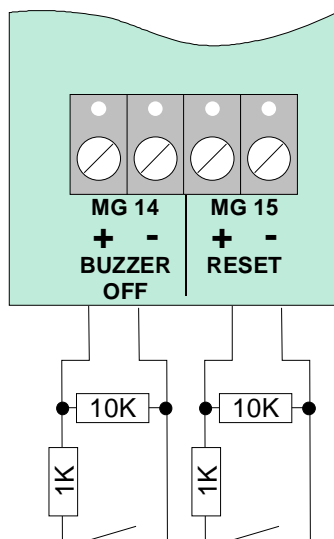 MG 14 MG 15
+ - + -
BUZZER RESET
OFF
10K 10K
1K 1K